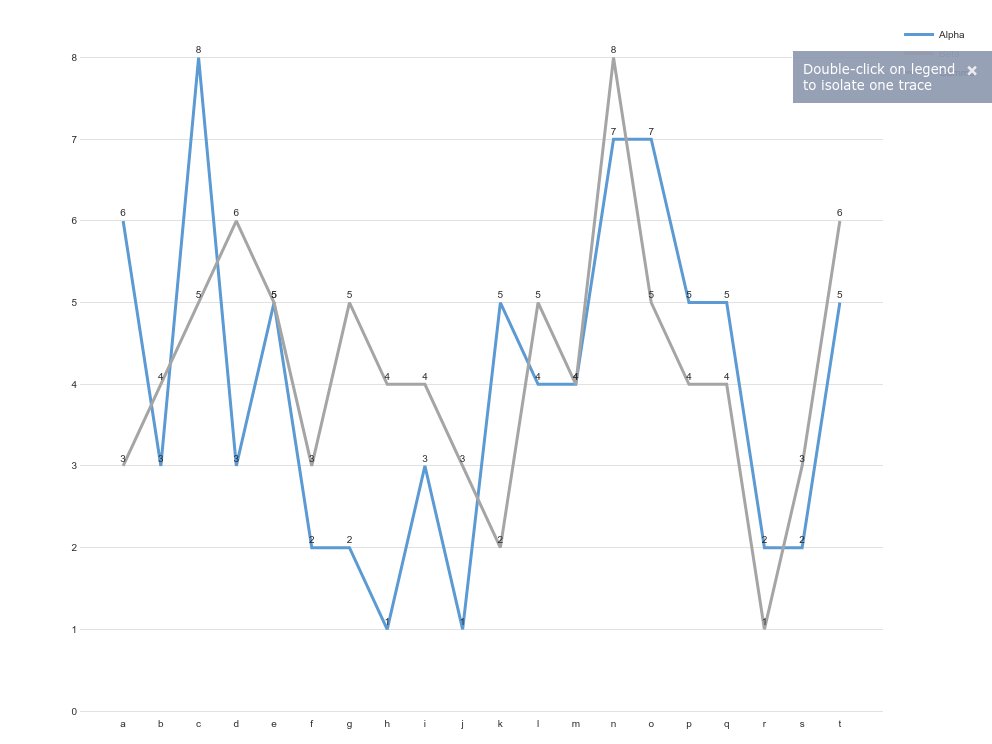 Alpha
Double-click on legend ×
to isolate one trace
8
8 8
7
7 7
6
6 6 6
5
5 5 5 5 5 5 5 5 5 5
4
4 4 4 4 4 4 4
3
3 3 3 3 3 3 3
2
2 2 2 2 2
1
1 1 1
0
a b c d e f g h i j k l m n o p q r s t